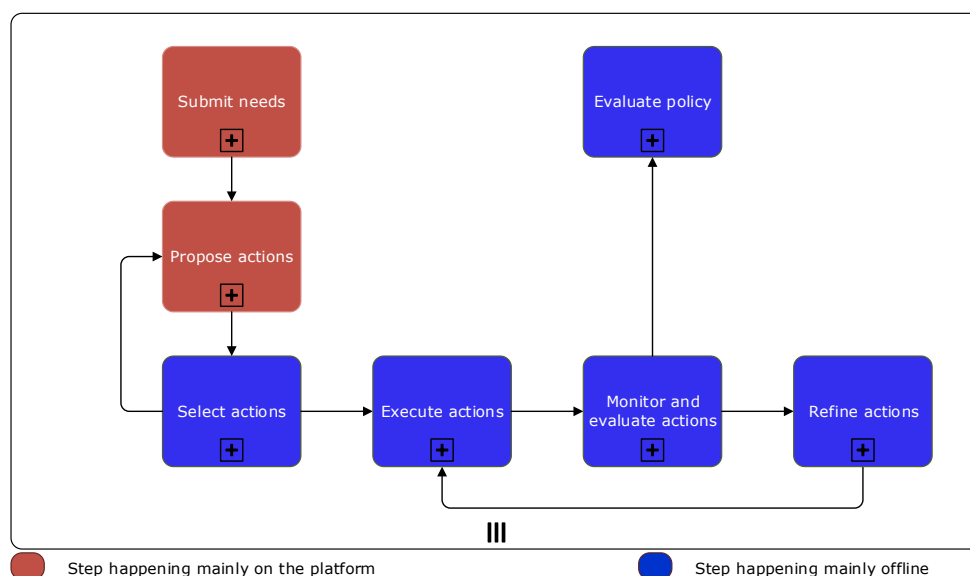 Submit needs
Evaluate policy
Propose actions
Select actions
Execute actions
Monitor and
evaluate actions
Refine actions
Step happening mainly on the platform
Step happening mainly offline